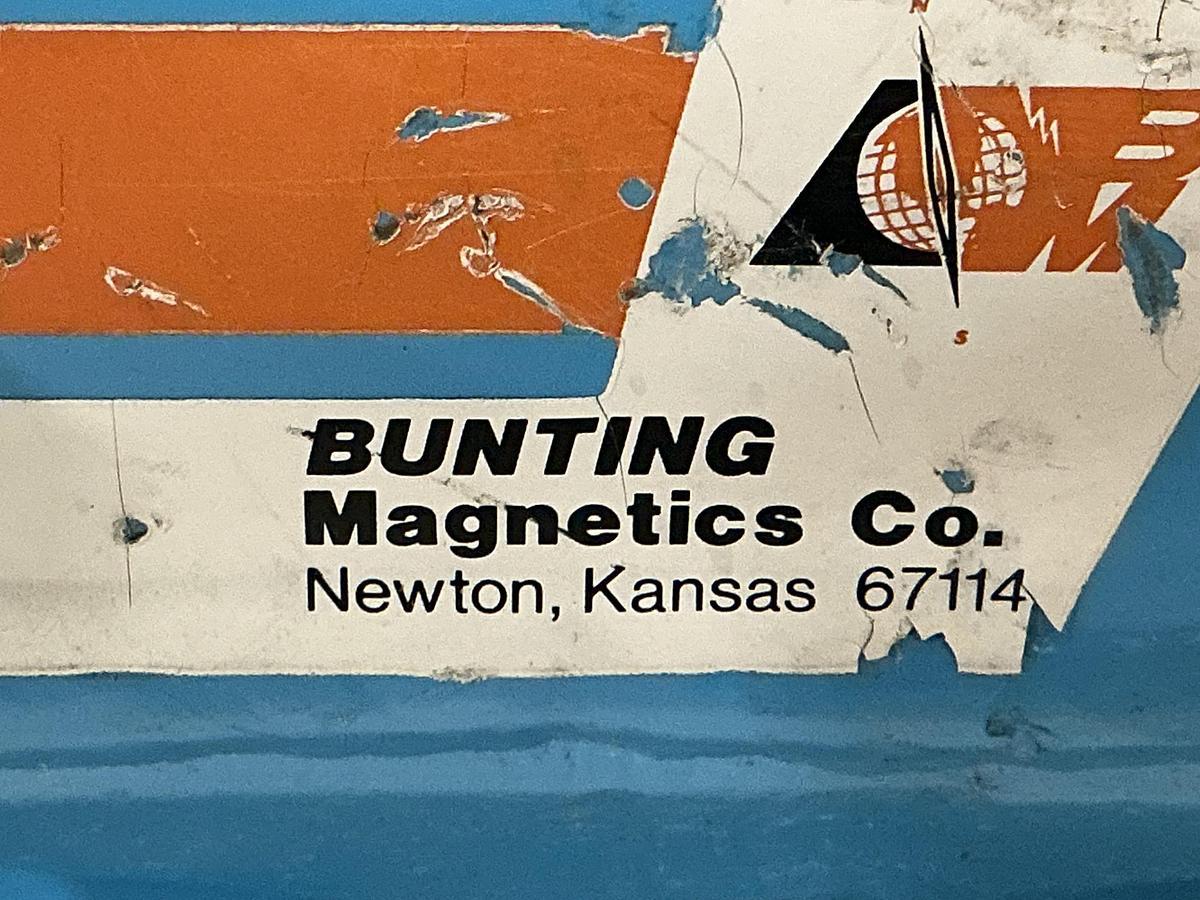 N
S
BUNTING
Magnetics Co.
Newton, Kansas 67114